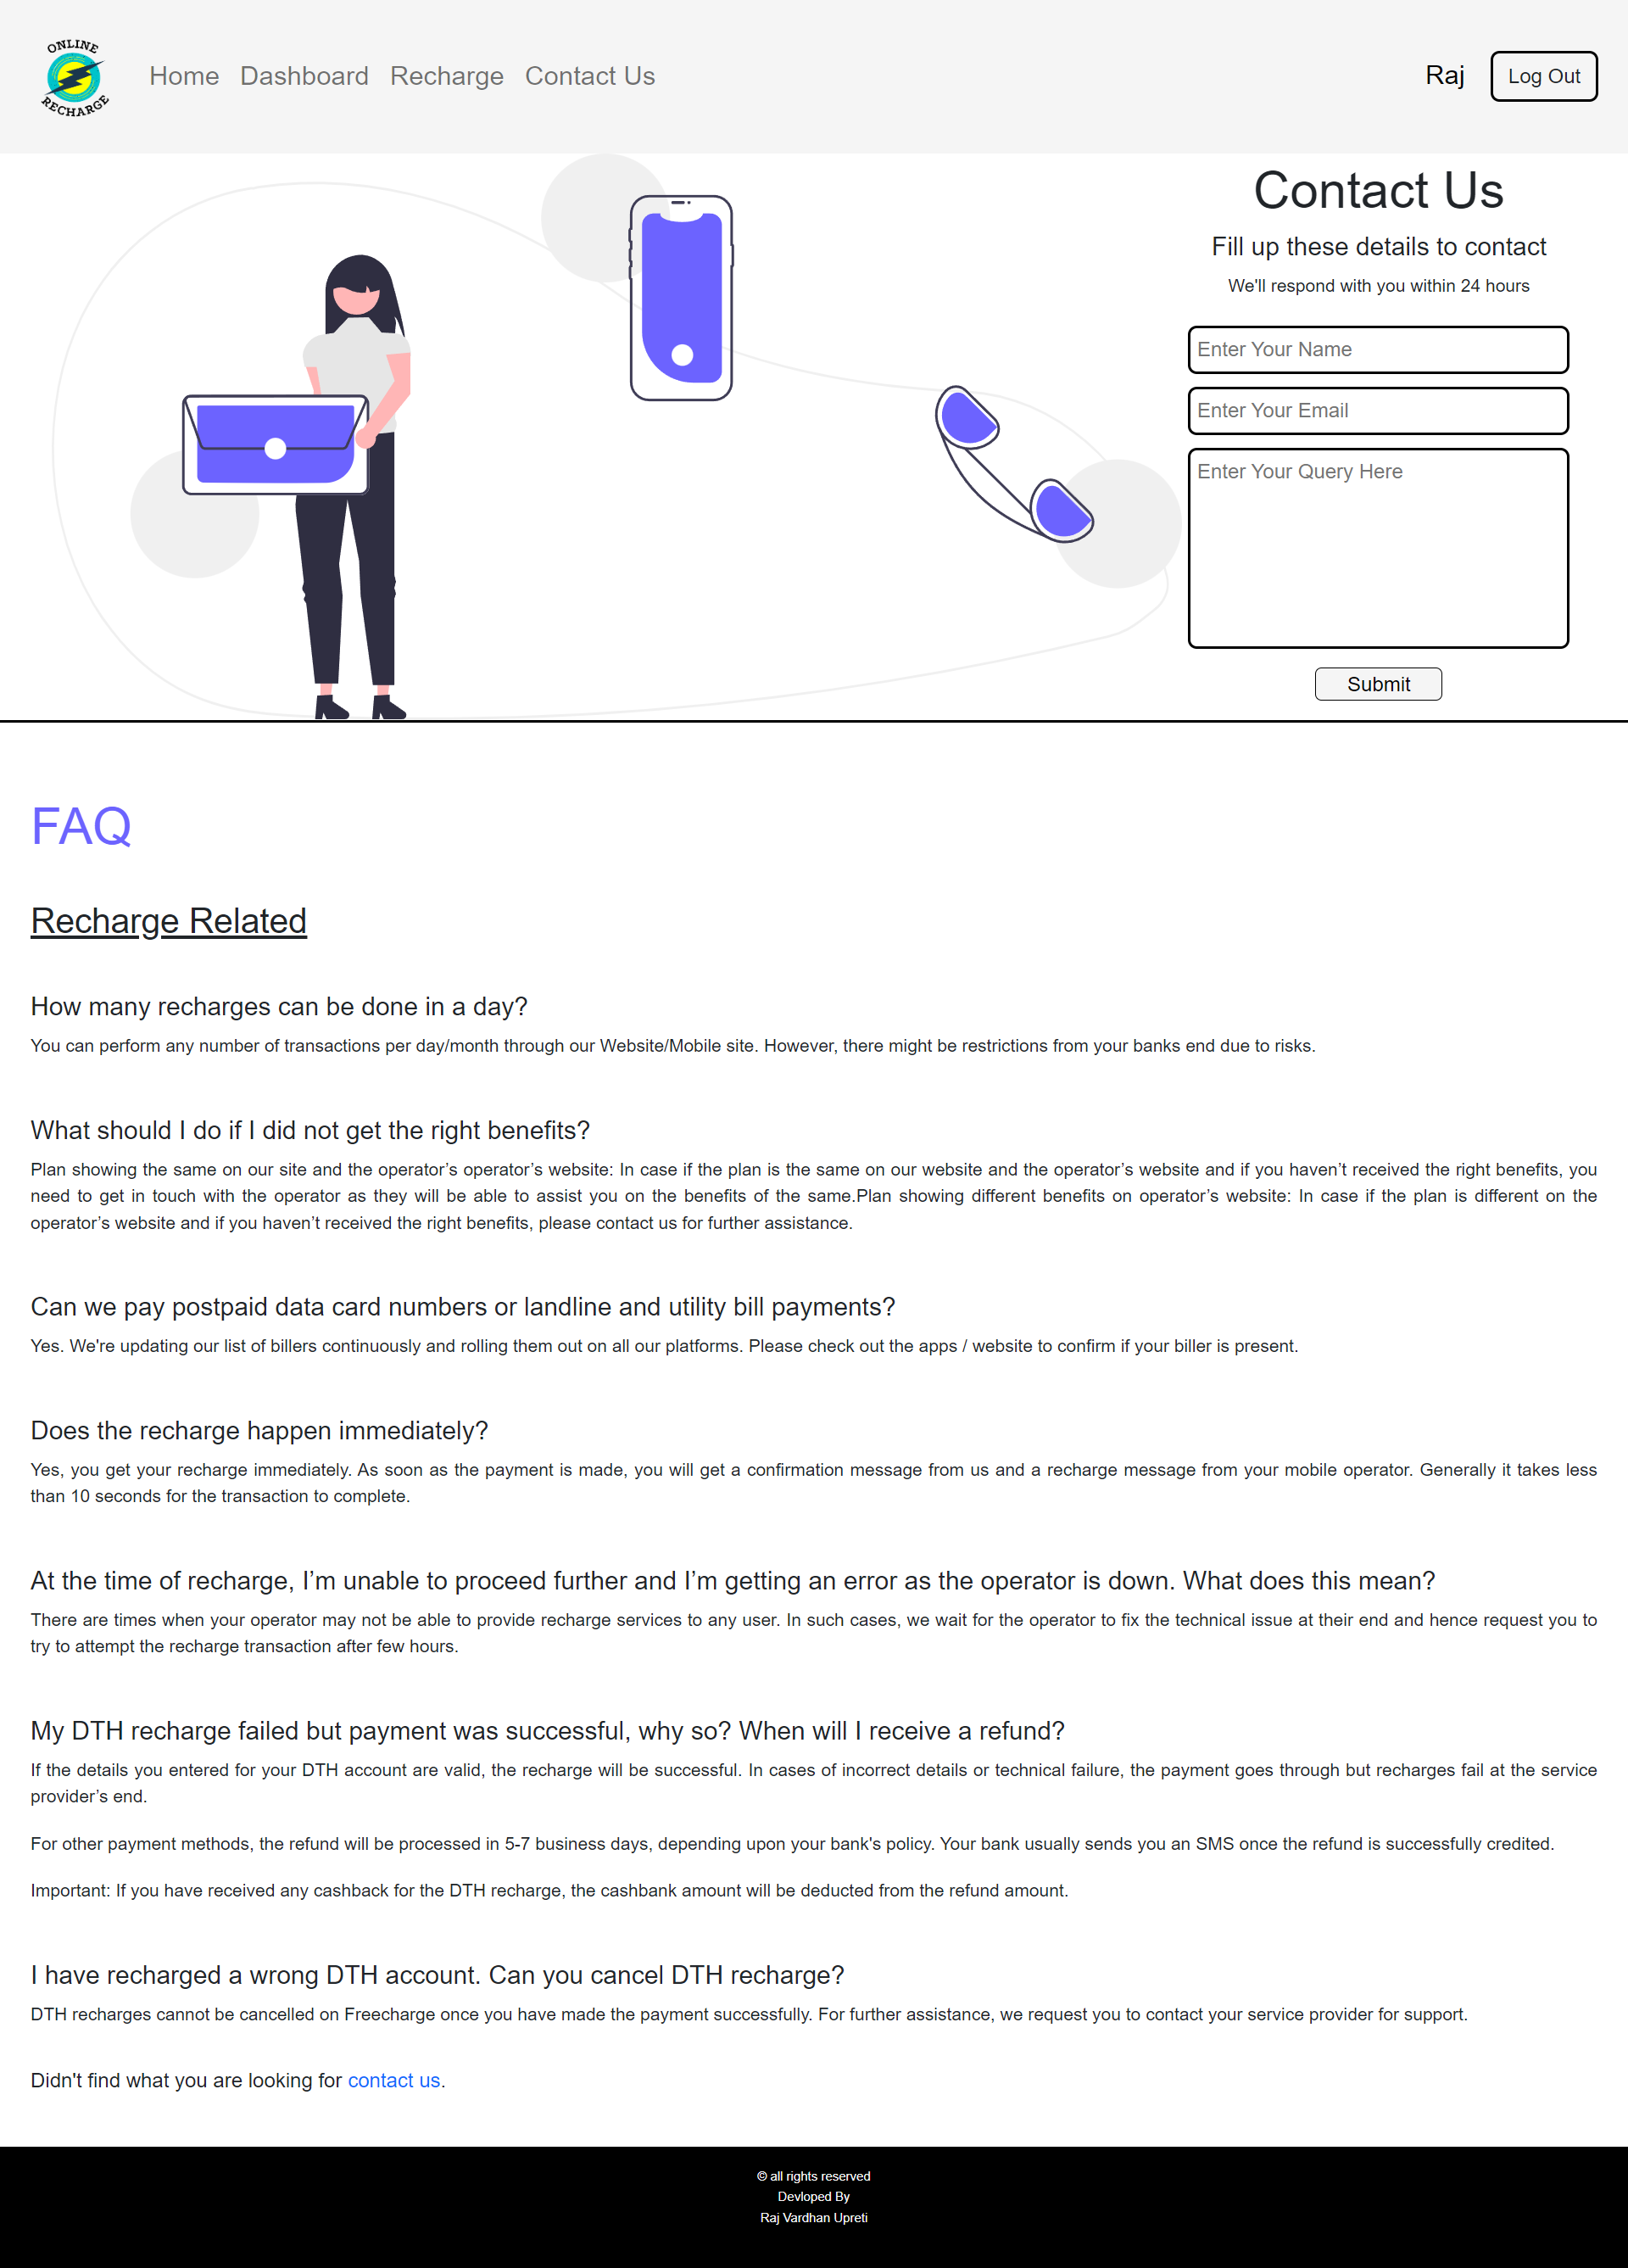 ONLINE
RECHARGE
Home Dashboard Recharge Contact Us
Raj
Log Out
Contact Us
Fill up these details to contact
We'll respond with you within 24 hours
Enter Your Name
Enter Your Email
Enter Your Query Here
Submit
FAQ
Recharge Related
How many recharges can be done in a day?
You can perform any number of transactions per day/month through our Website/Mobile site. However, there might be restrictions from your banks end due to risks.
What should I do if I did not get the right benefits?
Plan showing the same on our site and the operator’s operator’s website: In case if the plan is the same on our website and the operator’s website and if you haven’t received the right benefits, you
need to get in touch with the operator as they will be able to assist you on the benefits of the same.Plan showing different benefits on operator’s website: In case if the plan is different on the
operator’s website and if you haven’t received the right benefits, please contact us for further assistance.
Can we pay postpaid data card numbers or landline and utility bill payments?
Yes. We're updating our list of billers continuously and rolling them out on all our platforms. Please check out the apps / website to confirm if your biller is present.
Does the recharge happen immediately?
Yes, you get your recharge immediately. As soon as the payment is made, you will get a confirmation message from us and a recharge message from your mobile operator. Generally it takes less
than 10 seconds for the transaction to complete.
At the time of recharge, I’m unable to proceed further and I’m getting an error as the operator is down. What does this mean?
There are times when your operator may not be able to provide recharge services to any user. In such cases, we wait for the operator to fix the technical issue at their end and hence request you to
try to attempt the recharge transaction after few hours.
My DTH recharge failed but payment was successful, why so? When will I receive a refund?
If the details you entered for your DTH account are valid, the recharge will be successful. In cases of incorrect details or technical failure, the payment goes through but recharges fail at the service
provider’s end.
For other payment methods, the refund will be processed in 5-7 business days, depending upon your bank's policy. Your bank usually sends you an SMS once the refund is successfully credited.
Important: If you have received any cashback for the DTH recharge, the cashbank amount will be deducted from the refund amount.
I have recharged a wrong DTH account. Can you cancel DTH recharge?
DTH recharges cannot be cancelled on Freecharge once you have made the payment successfully. For further assistance, we request you to contact your service provider for support.
Didn't find what you are looking for contact us.
© all rights reserved
Devloped By
Raj Vardhan Upreti